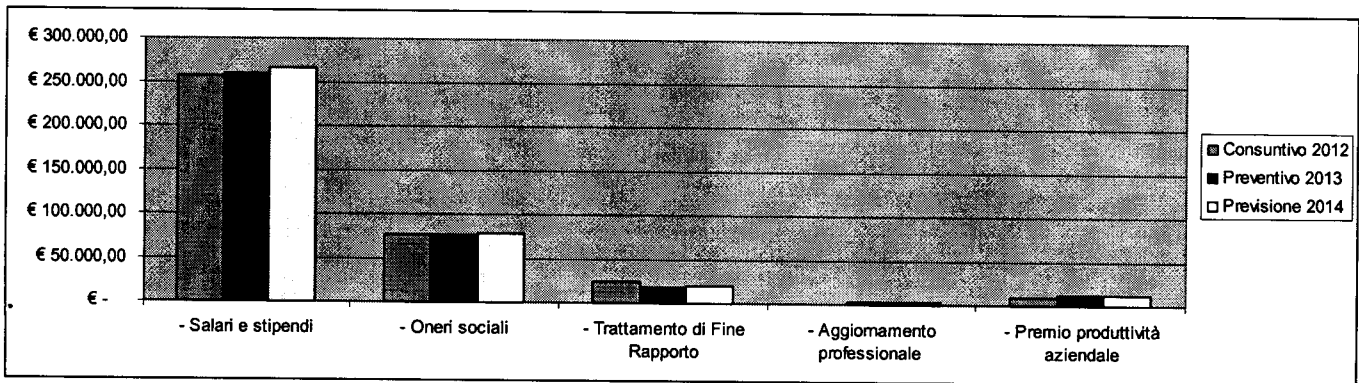 € 300.000,00
€ 250.000,00
€ 200.000,00
€ 150.000,00
€ 100.000,00
€ 50.000,00
€ -
- Salari e stipendi
- Oneri sociali
- Trattamento di Fine
Rapporto
- Aggiornamento
professionale
- Premio produttività
aziendale
Consuntivo 2012
Preventivo 2013
Previsione 2014